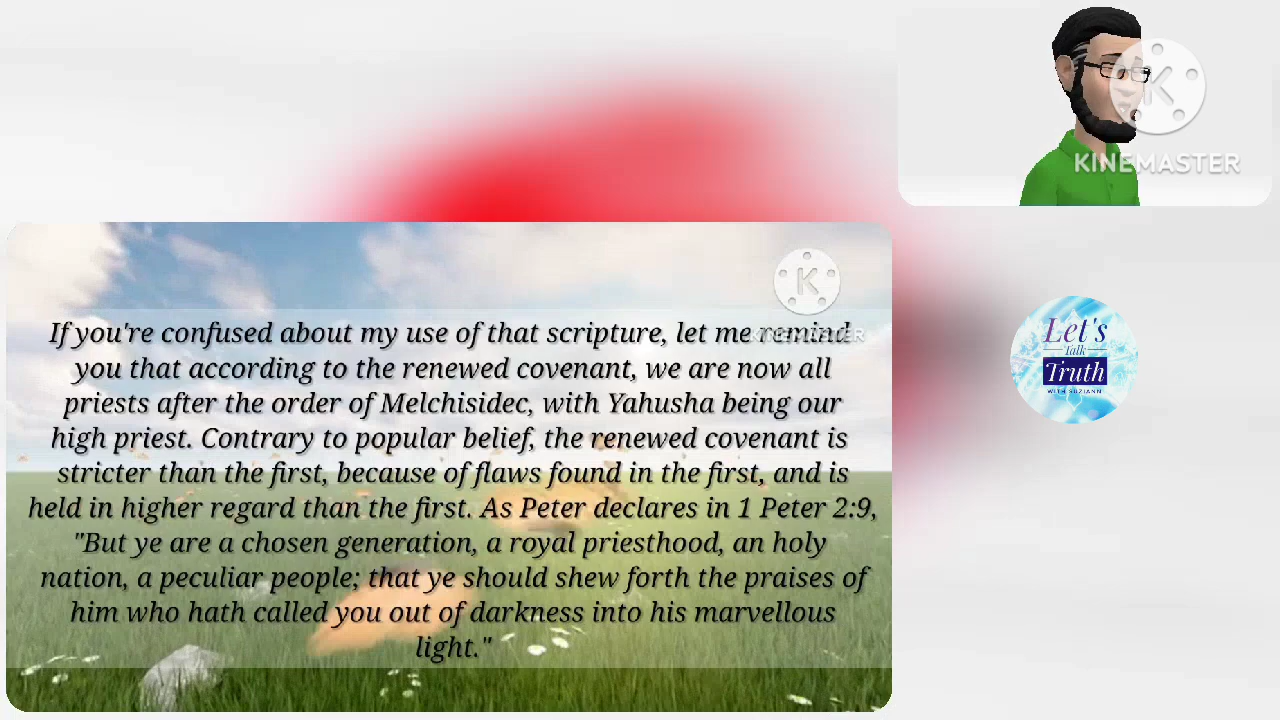 KINEMASTER
If you're confused about my use of that scripture, let me remind
you that according to the renewed covenant, we are now all
priests after the order of Melchisidec, with Yahusha being our
high priest. Contrary to popular belief, the renewed covenant is
stricter than the first, because of flaws found in the first, and is
held in higher regard than the first. As Peter declares in 1 Peter 2:9,
"But ye are a chosen generation, a royal priesthood, an holy
nation, a peculiar people; that ye should shew forth the praises of
him who hath called you out of darkness into his marvellous
light."
Let's
Talk
Truth
WITH SUZIANN